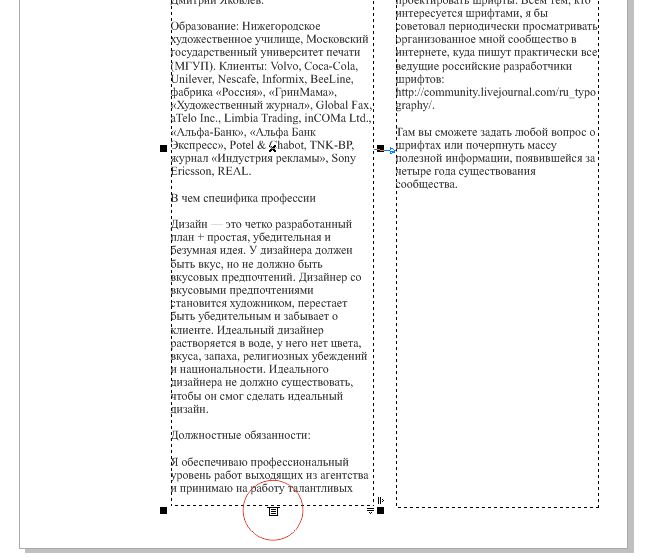 Дмитрий Яковлев.
Образование: Нижегородское
художественное училище, Московский
государственный университет печати
(МГУП). Клиенты: Volvo, Coca-Cola,
Unilever, Nescafe, Informix, BeeLine,
фабрика «Россия», «ГринМама»,
«Художественный журнал», Global Fax,
aTelo Inc., Limbia Trading, inCOMa Ltd.,
«Альфа-Банк», «Альфа Банк
Экспресс», Potel & Chabot, TNK-BP,
журнал «Индустрия рекламы», Sony
Ericsson, REAL.
В чем специфика профессии
Дизайн — это четко разработанный
план + простая, убедительная и
безумная идея. У дизайнера должен
быть вкус, но не должно быть
вкусовых предпочтений. Дизайнер со
вкусовыми предпочтениями
становится художником, перестает
быть убедительным и забывает о
клиенте. Идеальный дизайнер
растворяется в воде, у него нет цвета,
вкуса, запаха, религиозных убеждений
и национальности. Идеального
дизайнера не должно существовать,
чтобы он смог сделать идеальный
дизайн.
Должностные обязанности:
Я обеспечиваю профессиональный
уровень работ выходящих из агентства
и принимаю на работу талантливых
проектировать шрифты. Всем тем, кто
интересуется шрифтами, я бы
советовал периодически просматривать
организованное мной сообщество в
интернете, куда пишут практически все
ведущие российские разработчики
шрифтов:
http://community.livejournal.com/ru_typo
graphy/.
Там вы сможете задать любой вопрос о
шрифтах или почерпнуть массу
полезной информации, появившейся за
четыре года существования
сообщества.